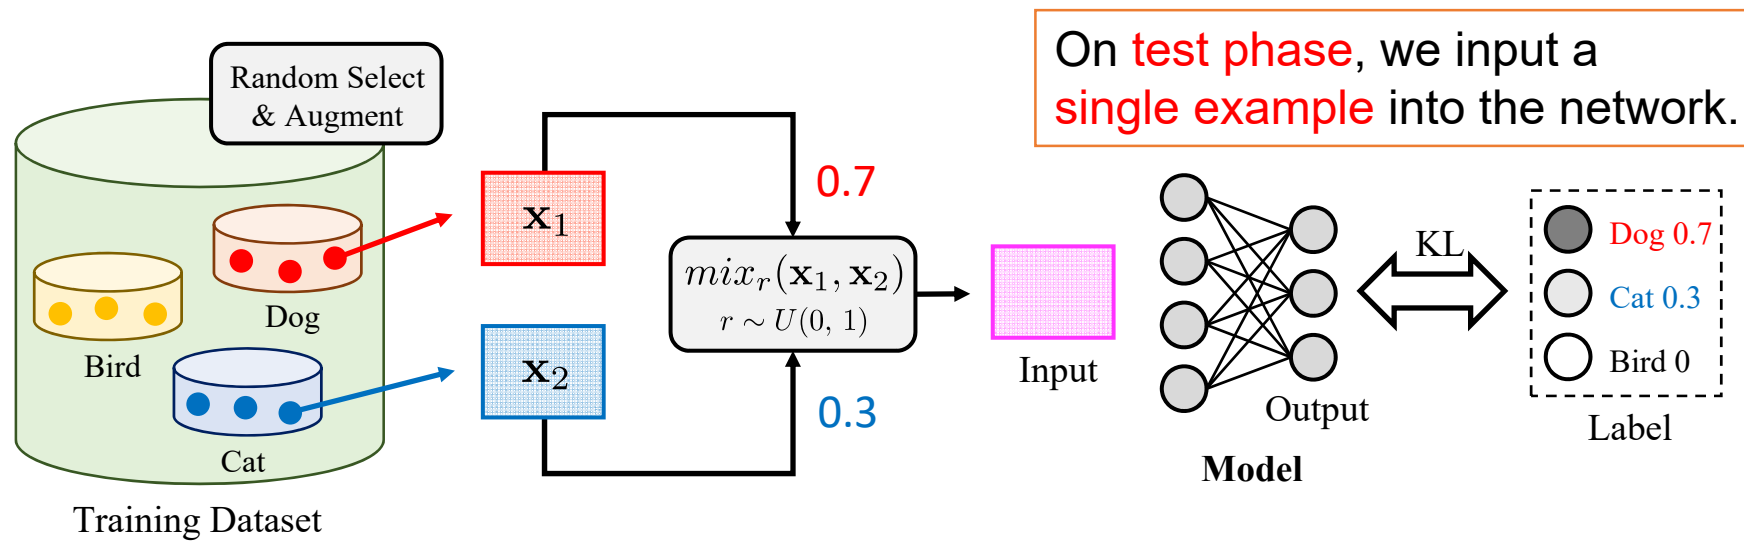 Random Select
& Augment
Dog
Bird
Cat
Training Dataset
x₁
x₂
0.7
0.3
mixᵣ(x₁, x₂)
r ∼ U(0, 1)
Input
On test phase, we input a
single example into the network.
Output
Model
KL
Dog 0.7
Cat 0.3
Bird 0
Label